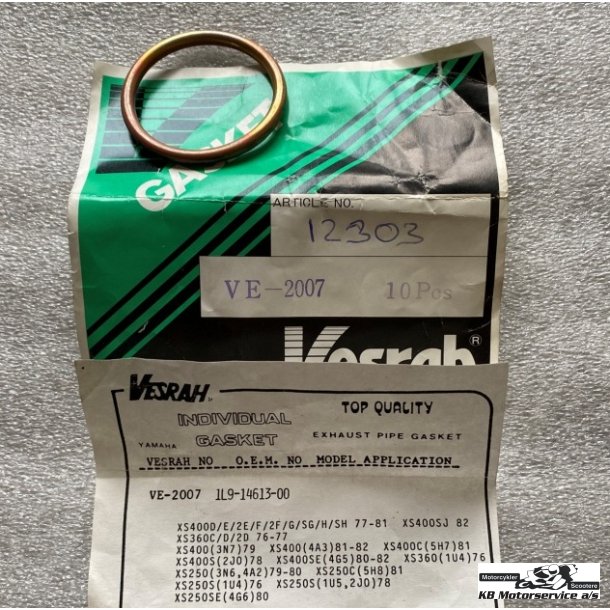 GASKET
ARTICLE NO.
12303
VE-2007 10Pcs
Vesrah ®
VESRAH
INDIVIDUAL TOP QUALITY
YAMAHA GASKET EXHAUST PIPE GASKET
VESRAH NO O.E.M. NO MODEL APPLICATION
VE-2007 1L9-14613-00
XS400D/E/2E/F/2F/G/SG/H/SH 77-81 XS400SJ 82
XS360C/D/2D 76-77
XS400(3N7)79 XS400(4A3)81-82 XS400C(5H7)81
XS400S(2J0)78 XS400SE(4G5)80-82 XS360(1U4)76
XS250(3N6,4A2)79-80 XS250C(5H8)81
XS250S(1U4)76 XS250S(1U5,2J0)78
XS250SE(4G6)80
Motorcykler Scootere
KB Motorservice a/s